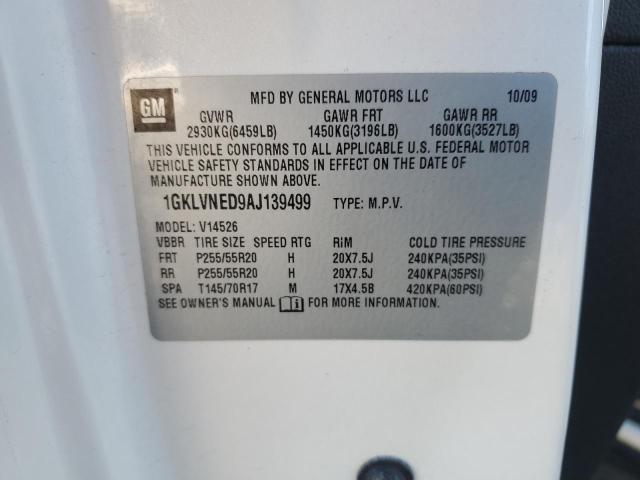 GM
MFD BY GENERAL MOTORS LLC 10/09
GVWR GAWR FRT GAWR RR
2930KG(6459LB) 1450KG(3196LB) 1600KG(3527LB)
THIS VEHICLE CONFORMS TO ALL APPLICABLE U.S. FEDERAL MOTOR
VEHICLE SAFETY STANDARDS IN EFFECT ON THE DATE OF
MANUFACTURE SHOWN ABOVE.
1GKLVNED9AJ139499 TYPE: M.P.V.
MODEL: V14526
VBBR TIRE SIZE SPEED RTG RiM COLD TIRE PRESSURE
FRT P255/55R20 H 20X7.5J 240KPA(35PSI)
RR P255/55R20 H 20X7.5J 240KPA(35PSI)
SPA T145/70R17 M 17X4.5B 420KPA(60PSI)
SEE OWNER'S MANUAL FOR MORE INFORMATION.